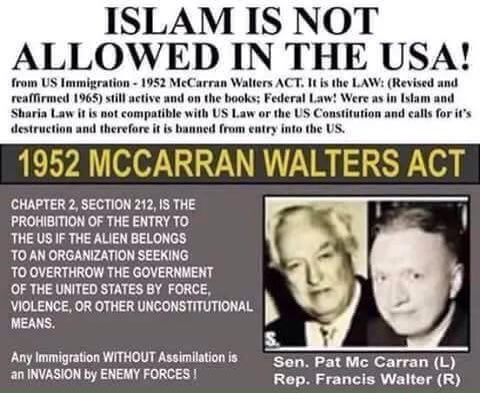 ISLAM IS NOT
ALLOWED IN THE USA!
from US Immigration - 1952 McCarran Walters ACT. It is the LAW: (Revised and
reaffirmed 1965) still active and on the books; Federal Law! Were as in Islam and
Sharia Law it is not compatible with US Law or the US Constitution and calls for it's
destruction and therefore it is banned from entry into the US.
1952 MCCARRAN WALTERS ACT
CHAPTER 2, SECTION 212, IS THE
PROHIBITION OF THE ENTRY TO
THE US IF THE ALIEN BELONGS
TO AN ORGANIZATION SEEKING
TO OVERTHROW THE GOVERNMENT
OF THE UNITED STATES BY FORCE,
VIOLENCE, OR OTHER UNCONSTITUTIONAL
MEANS.
Any Immigration WITHOUT Assimilation is
an INVASION by ENEMY FORCES !
S.
Sen. Pat Mc Carran (L)
Rep. Francis Walter (R)